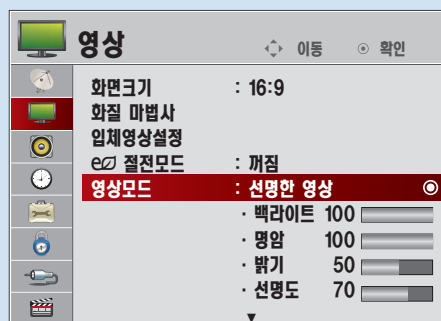 영상
이동 확인
화면크기 : 16:9
화질 마법사
입체영상설정
절전모드 : 꺼짐
영상모드 : 선명한 영상
· 백라이트 100
· 명암 100
· 밝기 50
· 선명도 70